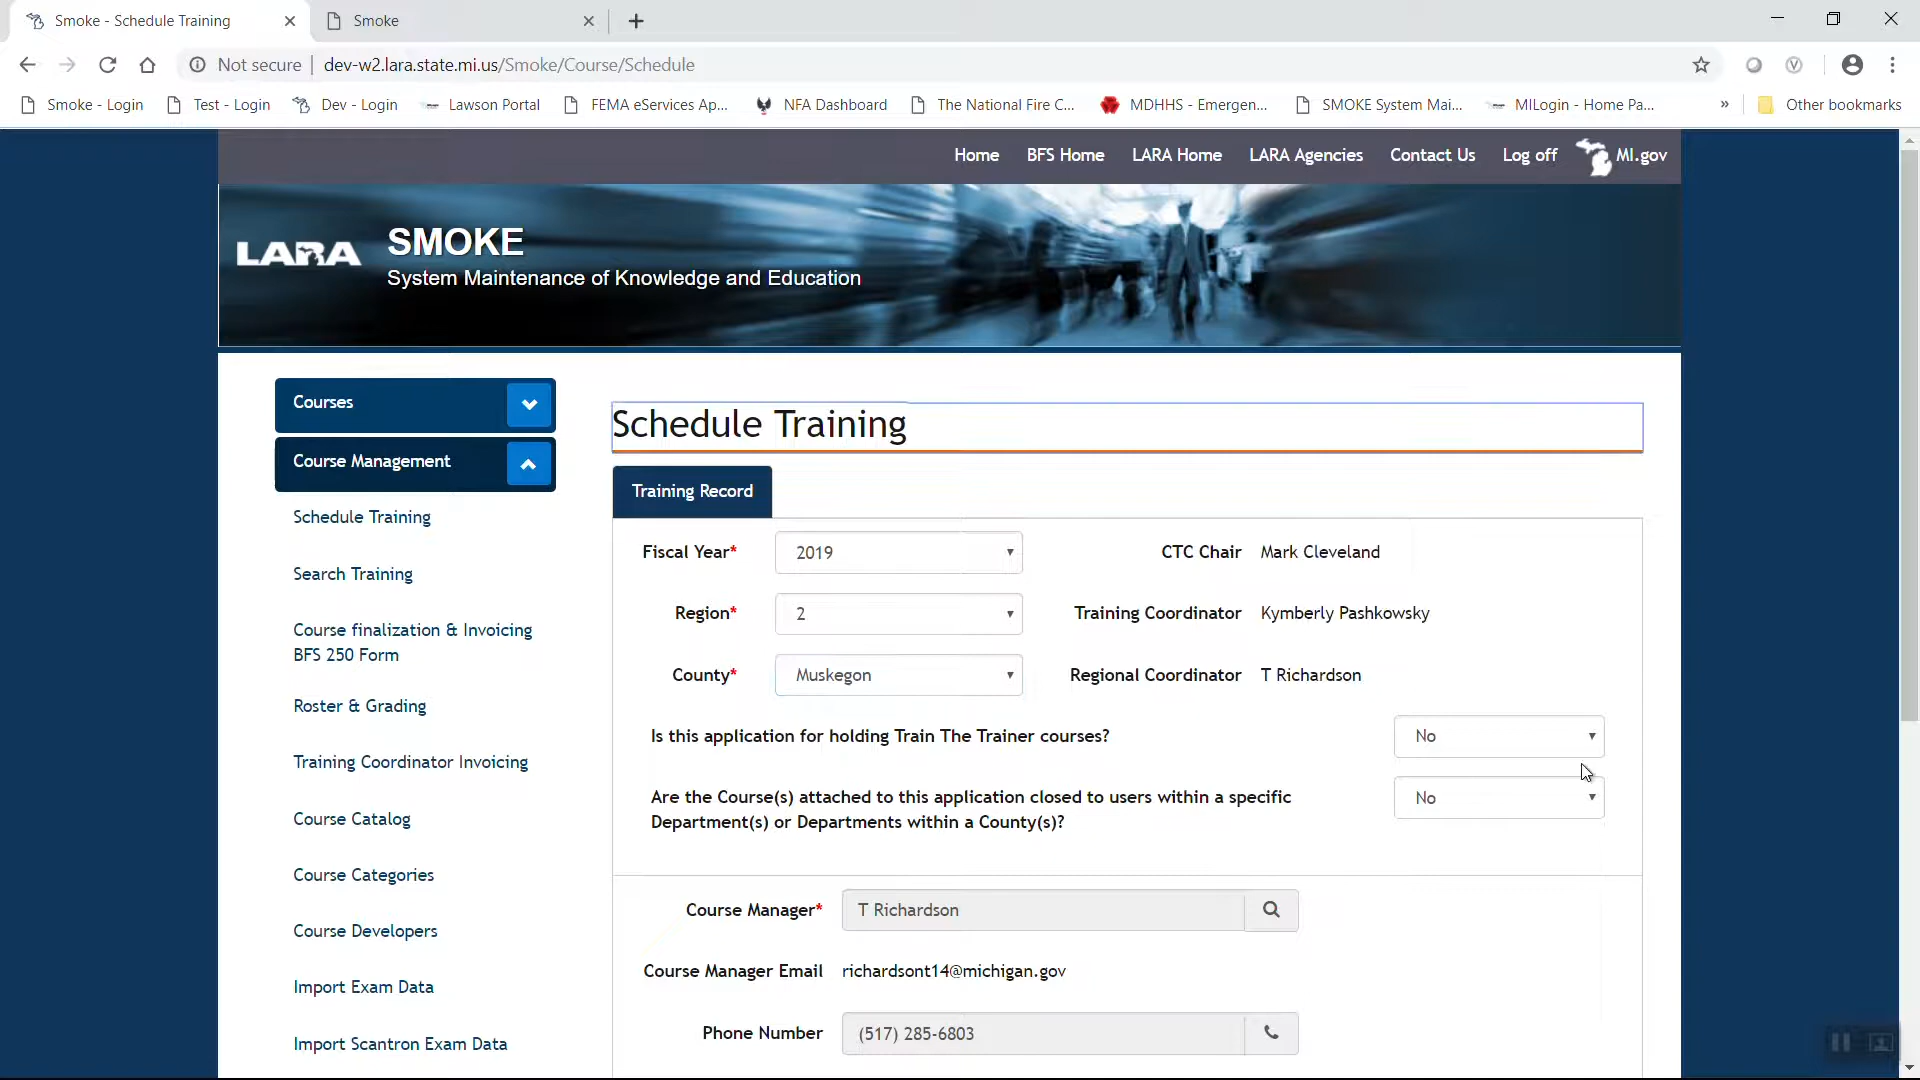 Smoke - Schedule Training
Smoke
Not secure | dev-w2.lara.state.mi.us/Smoke/Course/Schedule
Smoke - Login
Test - Login
Dev - Login
Lawson Portal
FEMA eServices Ap...
NFA Dashboard
The National Fire C...
MDHHS - Emergen...
SMOKE System Mai...
MILogin - Home Pa...
»
Other bookmarks
Home
BFS Home
LARA Home
LARA Agencies
Contact Us
Log off
MI.gov
LARA
SMOKE
System Maintenance of Knowledge and Education
Courses
Course Management
Schedule Training
Search Training
Course finalization & Invoicing
BFS 250 Form
Roster & Grading
Training Coordinator Invoicing
Course Catalog
Course Categories
Course Developers
Import Exam Data
Import Scantron Exam Data
Schedule Training
Training Record
Fiscal Year* 2019
CTC Chair Mark Cleveland
Region* 2
Training Coordinator Kymberly Pashkowsky
County* Muskegon
Regional Coordinator T Richardson
Is this application for holding Train The Trainer courses? No
Are the Course(s) attached to this application closed to users within a specific No
Department(s) or Departments within a County(s)?
Course Manager* T Richardson
Course Manager Email richardsont14@michigan.gov
Phone Number (517) 285-6803